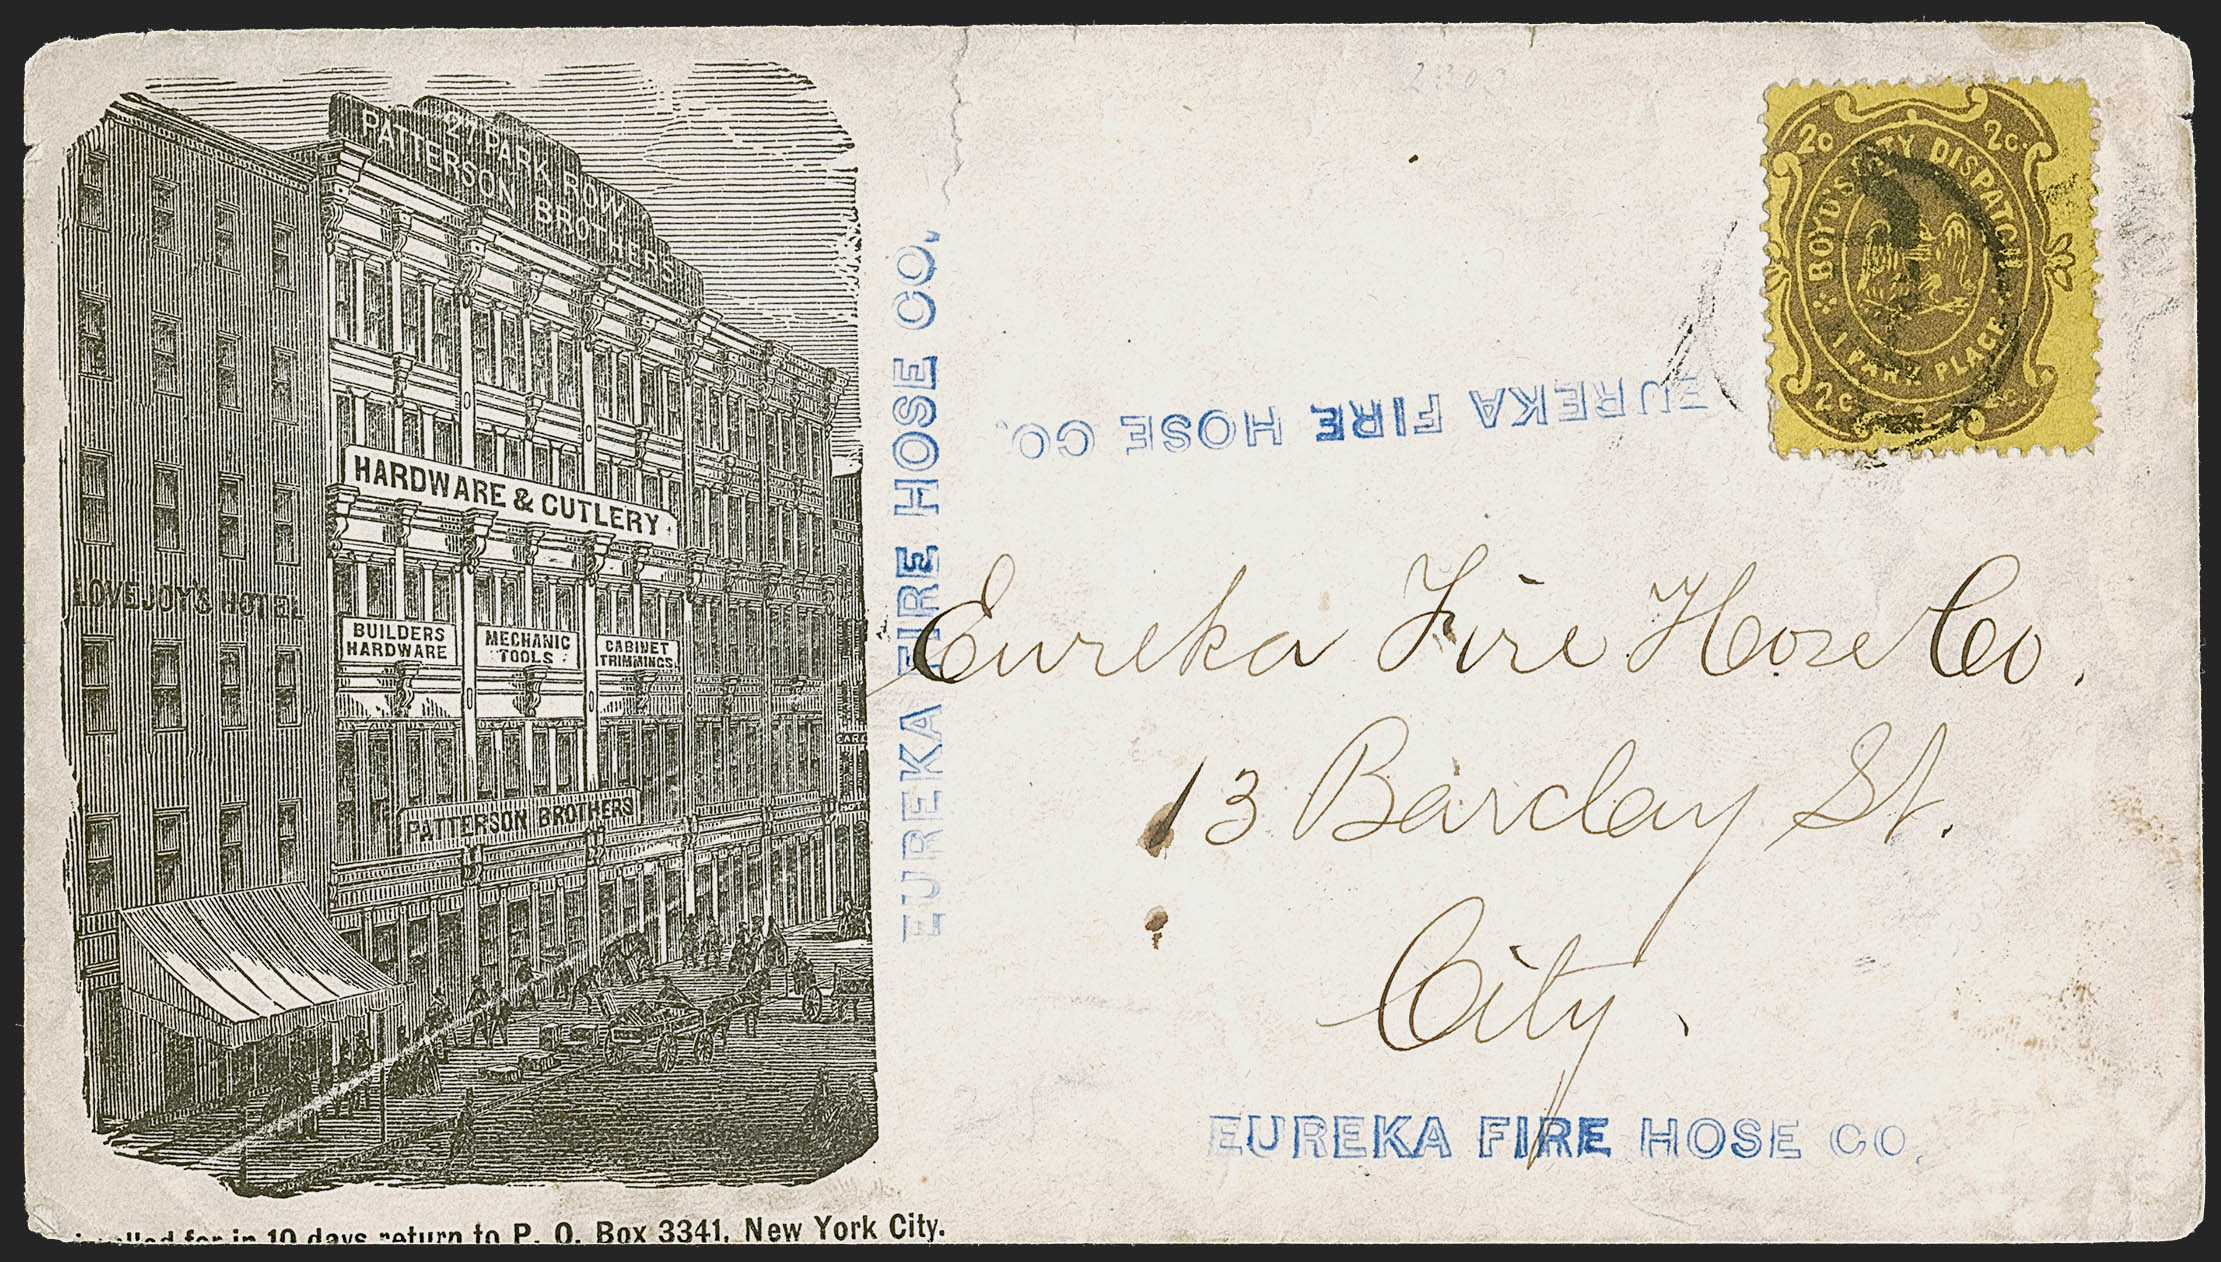 27 PARK ROW
PATTERSON BROTHERS
HARDWARE & CUTLERY
LOVEJOY'S HOTEL
BUILDERS
HARDWARE
MECHANIC
TOOLS
CABINET
TRIMMINGS
PATTERSON BROTHERS
in 10 days return to P. O. Box 3341, New York City.
EUREKA FIRE HOSE CO.
EUREKA FIRE HOSE CO.
2c 2c.
BOYD'S CITY DISPATCH
1 PARK PLACE
2c 2c.
Eureka Fire Hose Co.
13 Barclay St.
City.
EUREKA FIRE HOSE CO.